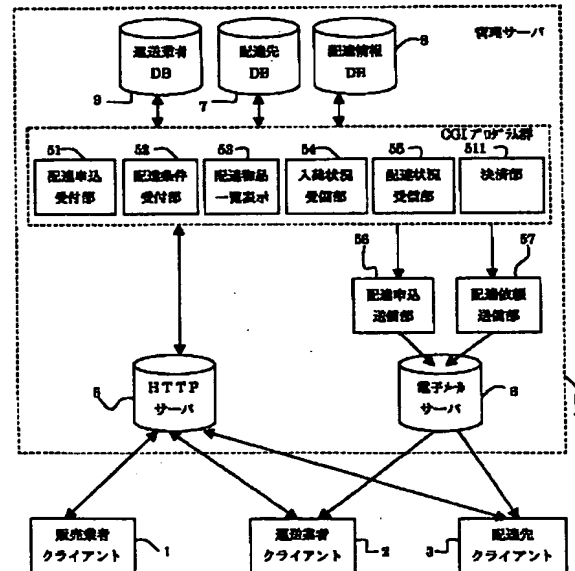 管理サーバ
運送業者
DB
9
配達先
DB
7
配達情報
DB
8
CGIプログラム群
51
配達申込
受付部
52
配達条件
受付部
53
配達物品
一覧表示
54
入荷状況
受信部
55
配達状況
受信部
511
決済部
56
配達申込
送信部
57
配達依頼
送信部
5
HTTP
サーバ
電子メール
サーバ
6
販売業者
クライアント
1
運送業者
クライアント
2
配達先
クライアント
3